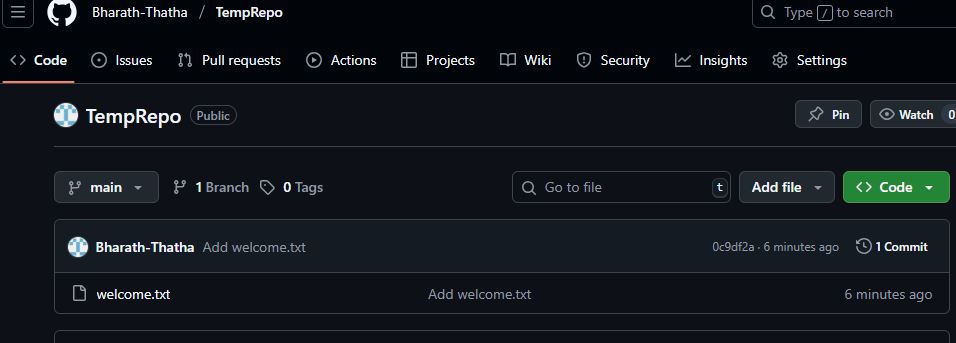 Bharath-Thatha / TempRepo Type / to search
Code Issues Pull requests Actions Projects Wiki Security Insights Settings
TempRepo Public Pin Watch 0
main 1 Branch 0 Tags Go to file t Add file Code
Bharath-Thatha Add welcome.txt 0c9df2a · 6 minutes ago 1 Commit
welcome.txt Add welcome.txt 6 minutes ago